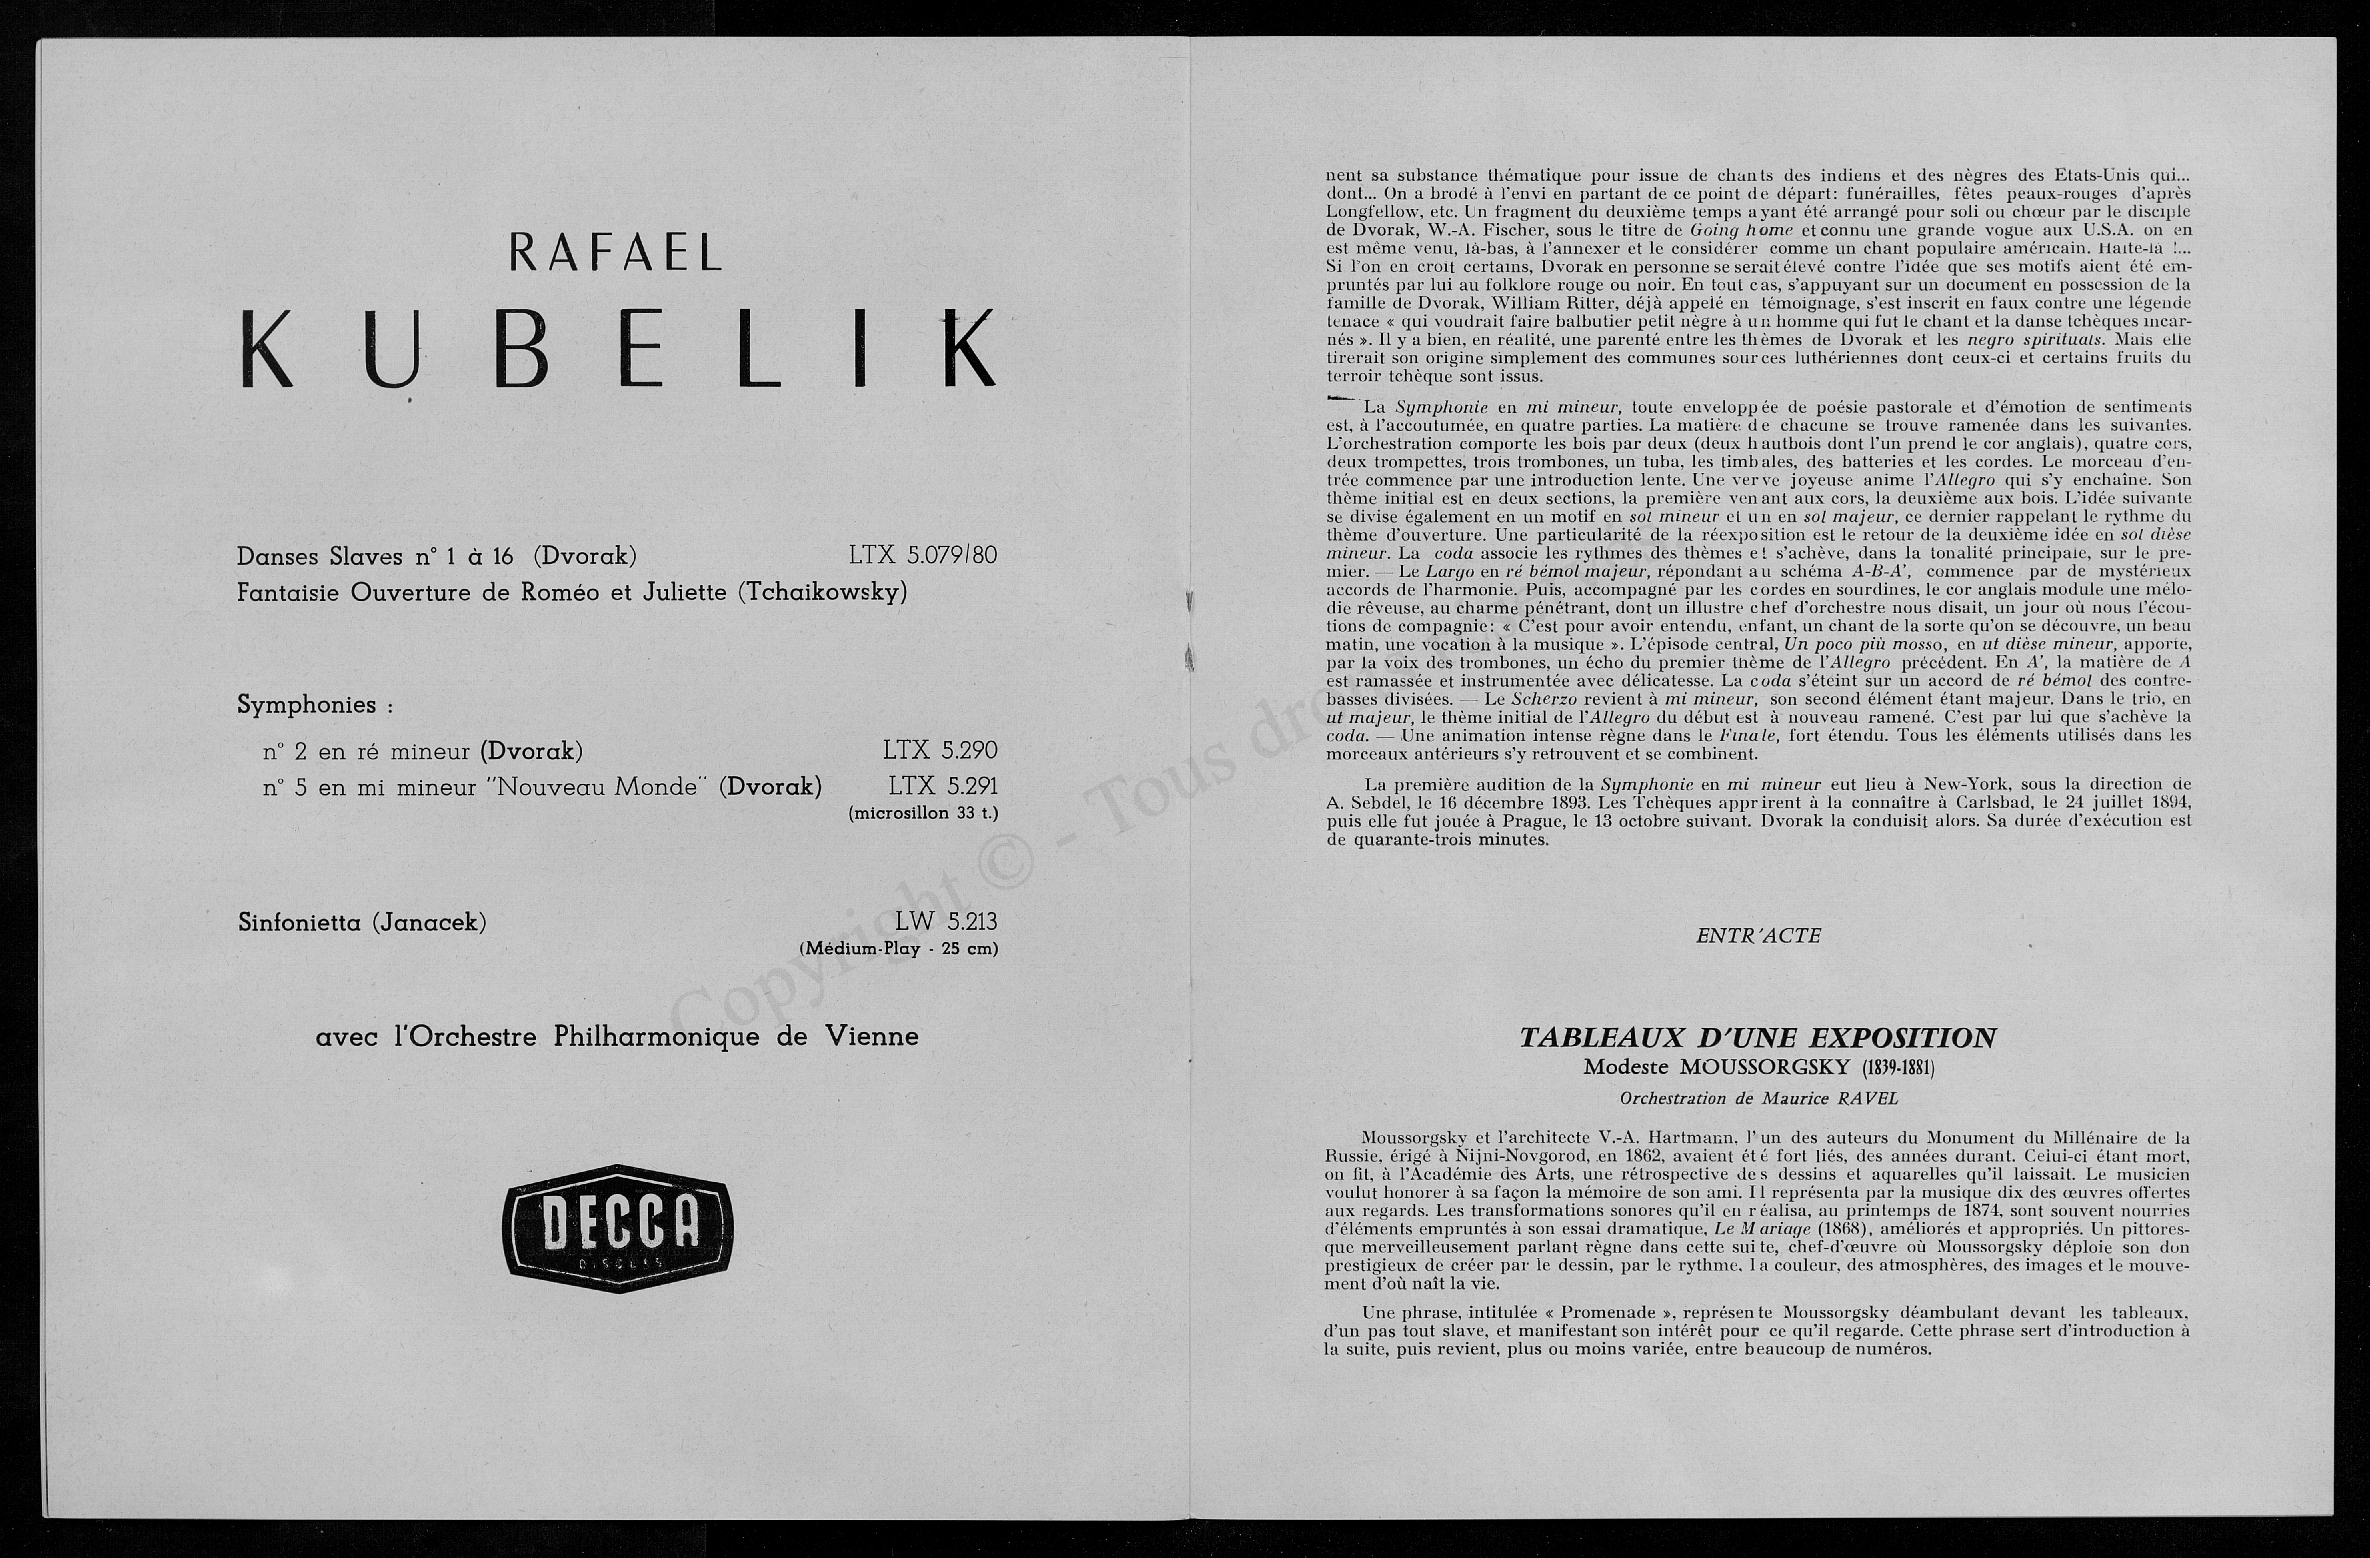 RAFAEL
KUBELIK
Danses Slaves n° 1 à 16 (Dvorak) LTX 5.079/80
Fantaisie Ouverture de Roméo et Juliette (Tchaikowsky)
Symphonies :
n° 2 en ré mineur (Dvorak) LTX 5.290
n° 5 en mi mineur "Nouveau Monde" (Dvorak) LTX 5.291
(microsillon 33 t.)
Sinfonietta (Janacek) LW 5.213
(Médium-Play - 25 cm)
avec l'Orchestre Philharmonique de Vienne
DECCA
DISQUES
nent sa substance thématique pour issue de chants des indiens et des nègres des Etats-Unis qui...
dont... On a brodé à l'envi en partant de ce point de départ: funérailles, fêtes peaux-rouges d'après
Longfellow, etc. Un fragment du deuxième temps ayant été arrangé pour soli ou chœur par le disciple
de Dvorak, W.-A. Fischer, sous le titre de Going home et connu une grande vogue aux U.S.A. on en
est même venu, là-bas, à l'annexer et le considérer comme un chant populaire américain. Halte-là !...
Si l'on en croit certains, Dvorak en personne se serait élevé contre l'idée que ses motifs aient été em-
pruntés par lui au folklore rouge ou noir. En tout cas, s'appuyant sur un document en possession de la
famille de Dvorak, William Ritter, déjà appelé en témoignage, s'est inscrit en faux contre une légende
tenace « qui voudrait faire balbutier petit nègre à un homme qui fut le chant et la danse tchèques incar-
nés ». Il y a bien, en réalité, une parenté entre les thèmes de Dvorak et les negro spirituals. Mais elle
tirerait son origine simplement des communes sources luthériennes dont ceux-ci et certains fruits du
terroir tchèque sont issus.
La Symphonie en mi mineur, toute enveloppée de poésie pastorale et d'émotion de sentiments
est, à l'accoutumée, en quatre parties. La matière de chacune se trouve ramenée dans les suivantes.
L'orchestration comporte les bois par deux (deux hautbois dont l'un prend le cor anglais), quatre cors,
deux trompettes, trois trombones, un tuba, les timbales, des batteries et les cordes. Le morceau d'en-
trée commence par une introduction lente. Une verve joyeuse anime l'Allegro qui s'y enchaîne. Son
thème initial est en deux sections, la première venant aux cors, la deuxième aux bois. L'idée suivante
se divise également en un motif en sol mineur et un en sol majeur, ce dernier rappelant le rythme du
thème d'ouverture. Une particularité de la réexposition est le retour de la deuxième idée en sol dièse
mineur. La coda associe les rythmes des thèmes et s'achève, dans la tonalité principale, sur le pre-
mier. — Le Largo en ré bémol majeur, répondant au schéma A-B-A', commence par de mystérieux
accords de l'harmonie. Puis, accompagné par les cordes en sourdines, le cor anglais module une mélo-
die rêveuse, au charme pénétrant, dont un illustre chef d'orchestre nous disait, un jour où nous l'écou-
tions de compagnie: « C'est pour avoir entendu, enfant, un chant de la sorte qu'on se découvre, un beau
matin, une vocation à la musique ». L'épisode central, Un poco più mosso, en ut dièse mineur, apporte,
par la voix des trombones, un écho du premier thème de l'Allegro précédent. En A', la matière de A
est ramassée et instrumentée avec délicatesse. La coda s'éteint sur un accord de ré bémol des contre-
basses divisées. — Le Scherzo revient à mi mineur, son second élément étant majeur. Dans le trio, en
ut majeur, le thème initial de l'Allegro du début est à nouveau ramené. C'est par lui que s'achève la
coda. — Une animation intense règne dans le Finale, fort étendu. Tous les éléments utilisés dans les
morceaux antérieurs s'y retrouvent et se combinent.
La première audition de la Symphonie en mi mineur eut lieu à New-York, sous la direction de
A. Sebdel, le 16 décembre 1893. Les Tchèques apprirent à la connaître à Carlsbad, le 24 juillet 1894,
puis elle fut jouée à Prague, le 13 octobre suivant. Dvorak la conduisit alors. Sa durée d'exécution est
de quarante-trois minutes.
ENTR'ACTE
TABLEAUX D'UNE EXPOSITION
Modeste MOUSSORGSKY (1839-1881)
Orchestration de Maurice RAVEL
Moussorgsky et l'architecte V.-A. Hartmann, l'un des auteurs du Monument du Millénaire de la
Russie, érigé à Nijni-Novgorod, en 1862, avaient été fort liés, des années durant. Celui-ci étant mort,
on fit, à l'Académie des Arts, une rétrospective des dessins et aquarelles qu'il laissait. Le musicien
voulut honorer à sa façon la mémoire de son ami. Il représenta par la musique dix des œuvres offertes
aux regards. Les transformations sonores qu'il en réalisa, au printemps de 1874, sont souvent nourries
d'éléments empruntés à son essai dramatique, Le Mariage (1868), améliorés et appropriés. Un pittores-
que merveilleusement parlant règne dans cette suite, chef-d'œuvre où Moussorgsky déploie son don
prestigieux de créer par le dessin, par le rythme, la couleur, des atmosphères, des images et le mouve-
ment d'où naît la vie.
Une phrase, intitulée « Promenade », représente Moussorgsky déambulant devant les tableaux,
d'un pas tout slave, et manifestant son intérêt pour ce qu'il regarde. Cette phrase sert d'introduction à
la suite, puis revient, plus ou moins variée, entre beaucoup de numéros.
Copyright © - Tous